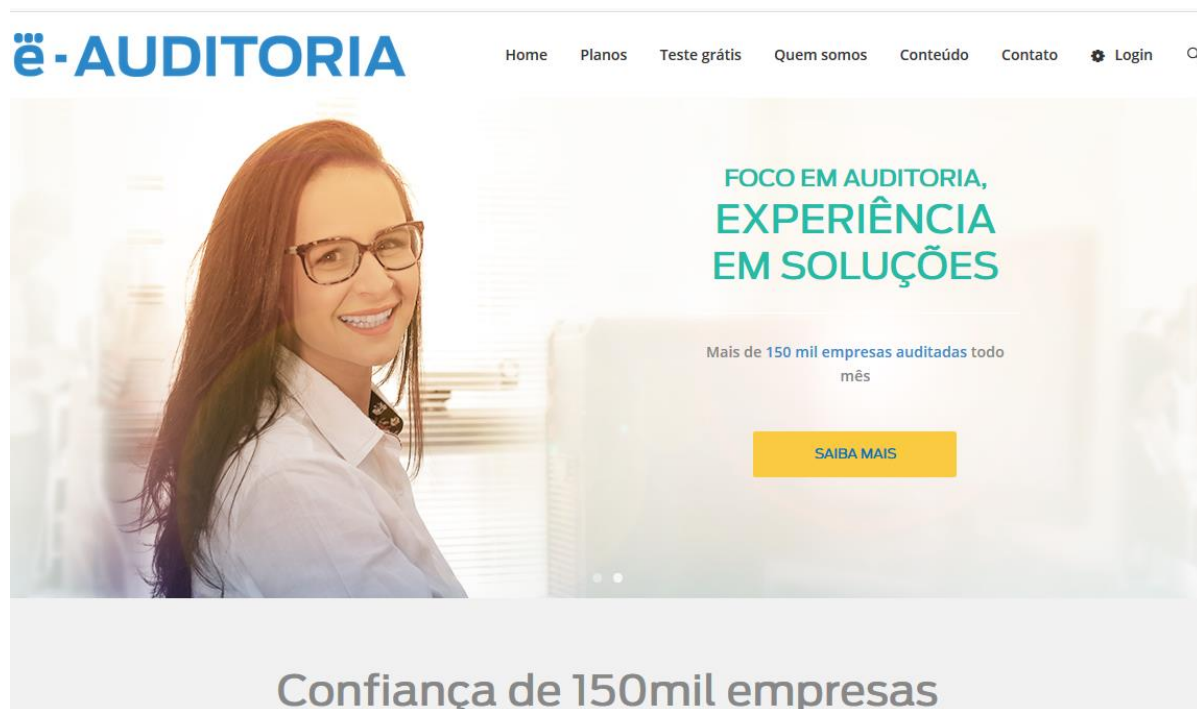 ë-AUDITORIA
Home Planos Teste grátis Quem somos Conteúdo Contato Login
FOCO EM AUDITORIA,
EXPERIÊNCIA
EM SOLUÇÕES
Mais de 150 mil empresas auditadas todo
mês
SAIBA MAIS
Confiança de 150mil empresas